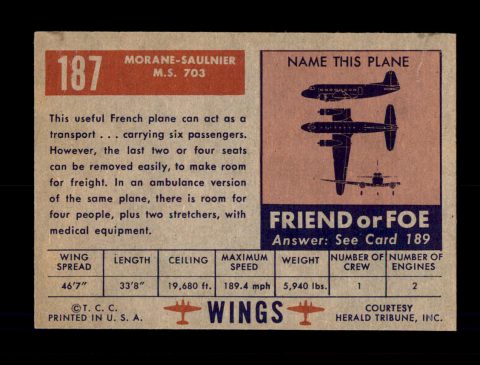 187
MORANE-SAULNIER
M.S. 703
This useful French plane can act as a
transport . . . carrying six passengers.
However, the last two or four seats
can be removed easily, to make room
for freight. In an ambulance version
of the same plane, there is room for
four people, plus two stretchers, with
medical equipment.
NAME THIS PLANE
FRIEND or FOE
Answer: See Card 189
WING SPREAD LENGTH CEILING MAXIMUM SPEED WEIGHT NUMBER OF CREW NUMBER OF ENGINES
46'7" 33'8" 19,680 ft. 189.4 mph 5,940 lbs. 1 2
©T. C. C.
PRINTED IN U. S. A.
WINGS
COURTESY
HERALD TRIBUNE, INC.